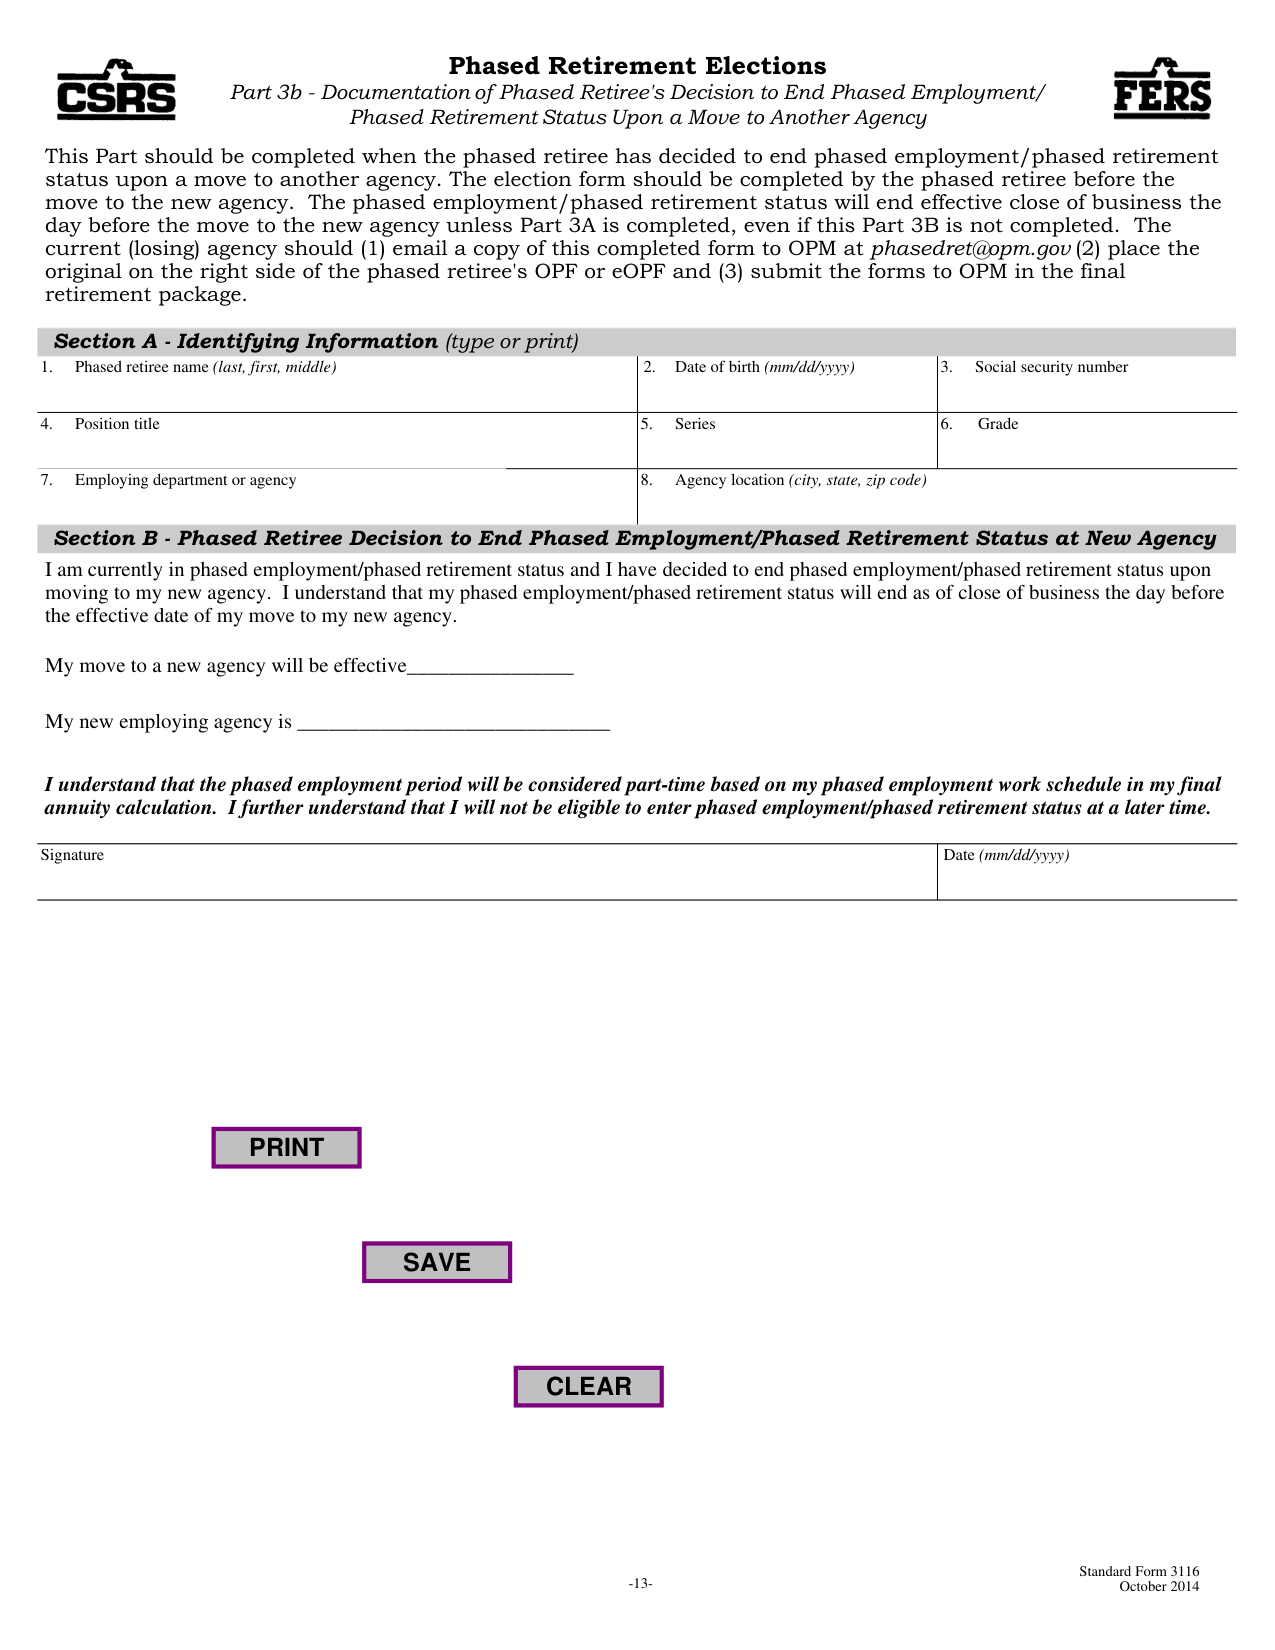 CSRS
Phased Retirement Elections
FERS
Part 3b - Documentation of Phased Retiree's Decision to End Phased Employment/
Phased Retirement Status Upon a Move to Another Agency
This Part should be completed when the phased retiree has decided to end phased employment/phased retirement
status upon a move to another agency. The election form should be completed by the phased retiree before the
move to the new agency.  The phased employment/phased retirement status will end effective close of business the
day before the move to the new agency unless Part 3A is completed, even if this Part 3B is not completed.  The
current (losing) agency should (1) email a copy of this completed form to OPM at phasedret@opm.gov (2) place the
original on the right side of the phased retiree's OPF or eOPF and (3) submit the forms to OPM in the final
retirement package.
Section A - Identifying Information (type or print)
1. Phased retiree name (last, first, middle)
2. Date of birth (mm/dd/yyyy)
3. Social security number
4. Position title
5. Series
6. Grade
7. Employing department or agency
8. Agency location (city, state, zip code)
Section B - Phased Retiree Decision to End Phased Employment/Phased Retirement Status at New Agency
I am currently in phased employment/phased retirement status and I have decided to end phased employment/phased retirement status upon
moving to my new agency.  I understand that my phased employment/phased retirement status will end as of close of business the day before
the effective date of my move to my new agency.
My move to a new agency will be effective________________
My new employing agency is ______________________________
I understand that the phased employment period will be considered part-time based on my phased employment work schedule in my final
annuity calculation.  I further understand that I will not be eligible to enter phased employment/phased retirement status at a later time.
Signature
Date (mm/dd/yyyy)
PRINT
SAVE
CLEAR
-13-
Standard Form 3116
October 2014